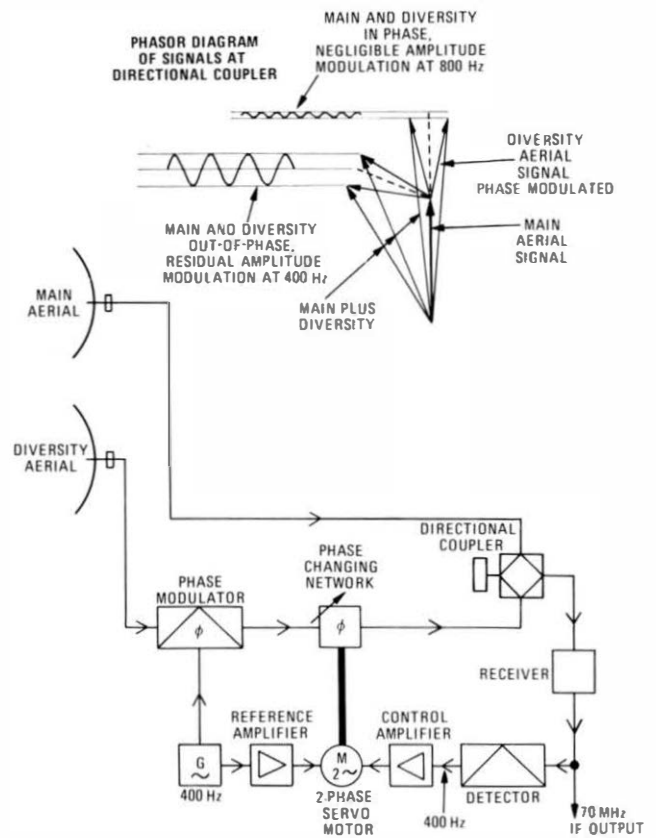 PHASOR DIAGRAM
OF SIGNALS AT
DIRECTIONAL COUPLER
MAIN AND DIVERSITY
IN PHASE,
NEGLIGIBLE AMPLITUDE
MODULATION AT 800 Hz
DIVERSITY
AERIAL
SIGNAL
PHASE MODULATED
MAIN
AERIAL
SIGNAL
MAIN AND DIVERSITY
OUT-OF-PHASE,
RESIDUAL AMPLITUDE
MODULATION AT 400 Hz
MAIN PLUS
DIVERSITY
MAIN
AERIAL
DIVERSITY
AERIAL
DIRECTIONAL
COUPLER
PHASE
CHANGING
NETWORK
PHASE
MODULATOR
ϕ
ϕ
RECEIVER
REFERENCE
AMPLIFIER
CONTROL
AMPLIFIER
G
~
400 Hz
M
2~
2-PHASE
SERVO
MOTOR
400 Hz
DETECTOR
70 MHz
IF OUTPUT